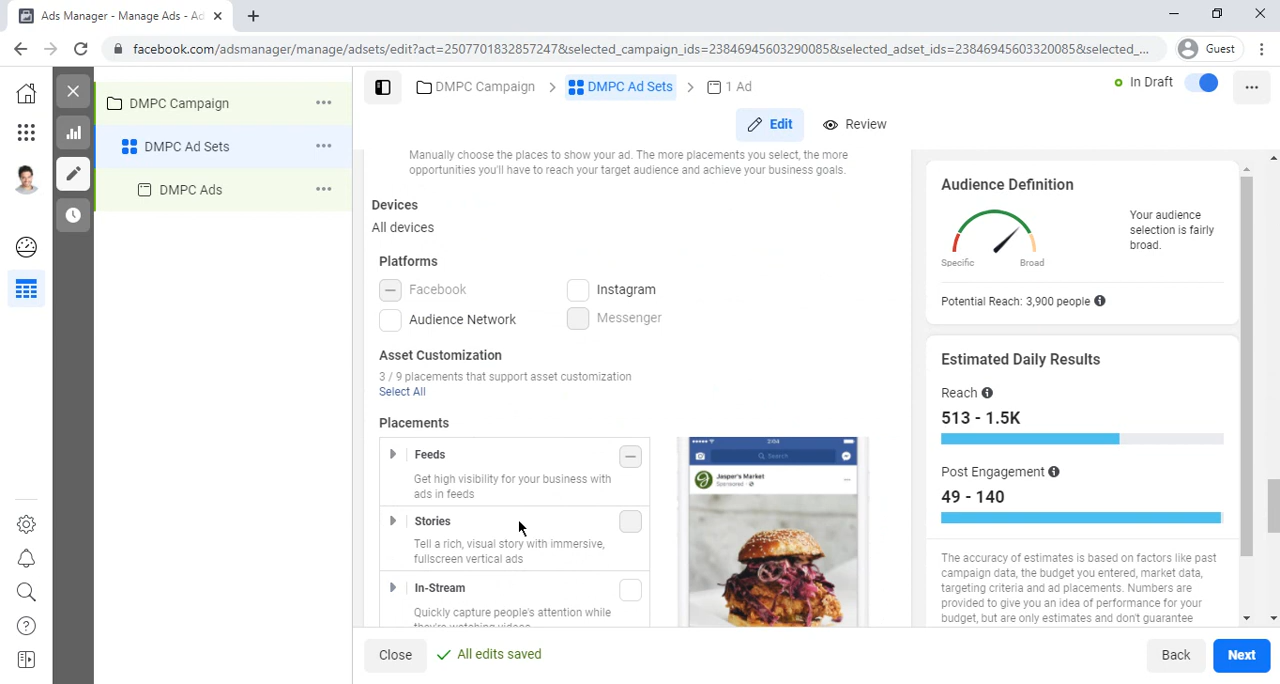 Ads Manager - Manage Ads - Ad
facebook.com/adsmanager/manage/adsets/edit?act=2507701832857247&selected_campaign_ids=23846945603290085&selected_adset_ids=23846945603320085&selected_...
Guest
DMPC Campaign
DMPC Ad Sets
DMPC Ads
DMPC Campaign
DMPC Ad Sets
1 Ad
In Draft
Edit
Review
Manually choose the places to show your ad. The more placements you select, the more
opportunities you'll have to reach your target audience and achieve your business goals.
Devices
All devices
Platforms
Facebook
Instagram
Audience Network
Messenger
Asset Customization
3 / 9 placements that support asset customization
Select All
Placements
Feeds
Get high visibility for your business with
ads in feeds
Stories
Tell a rich, visual story with immersive,
fullscreen vertical ads
In-Stream
Quickly capture people's attention while
they're watching videos
2:04
Search
Jasper's Market
Sponsored
Audience Definition
Specific
Broad
Your audience
selection is fairly
broad.
Potential Reach: 3,900 people
Estimated Daily Results
Reach
513 - 1.5K
Post Engagement
49 - 140
The accuracy of estimates is based on factors like past
campaign data, the budget you entered, market data,
targeting criteria and ad placements. Numbers are
provided to give you an idea of performance for your
budget, but are only estimates and don't guarantee
Close
All edits saved
Back
Next